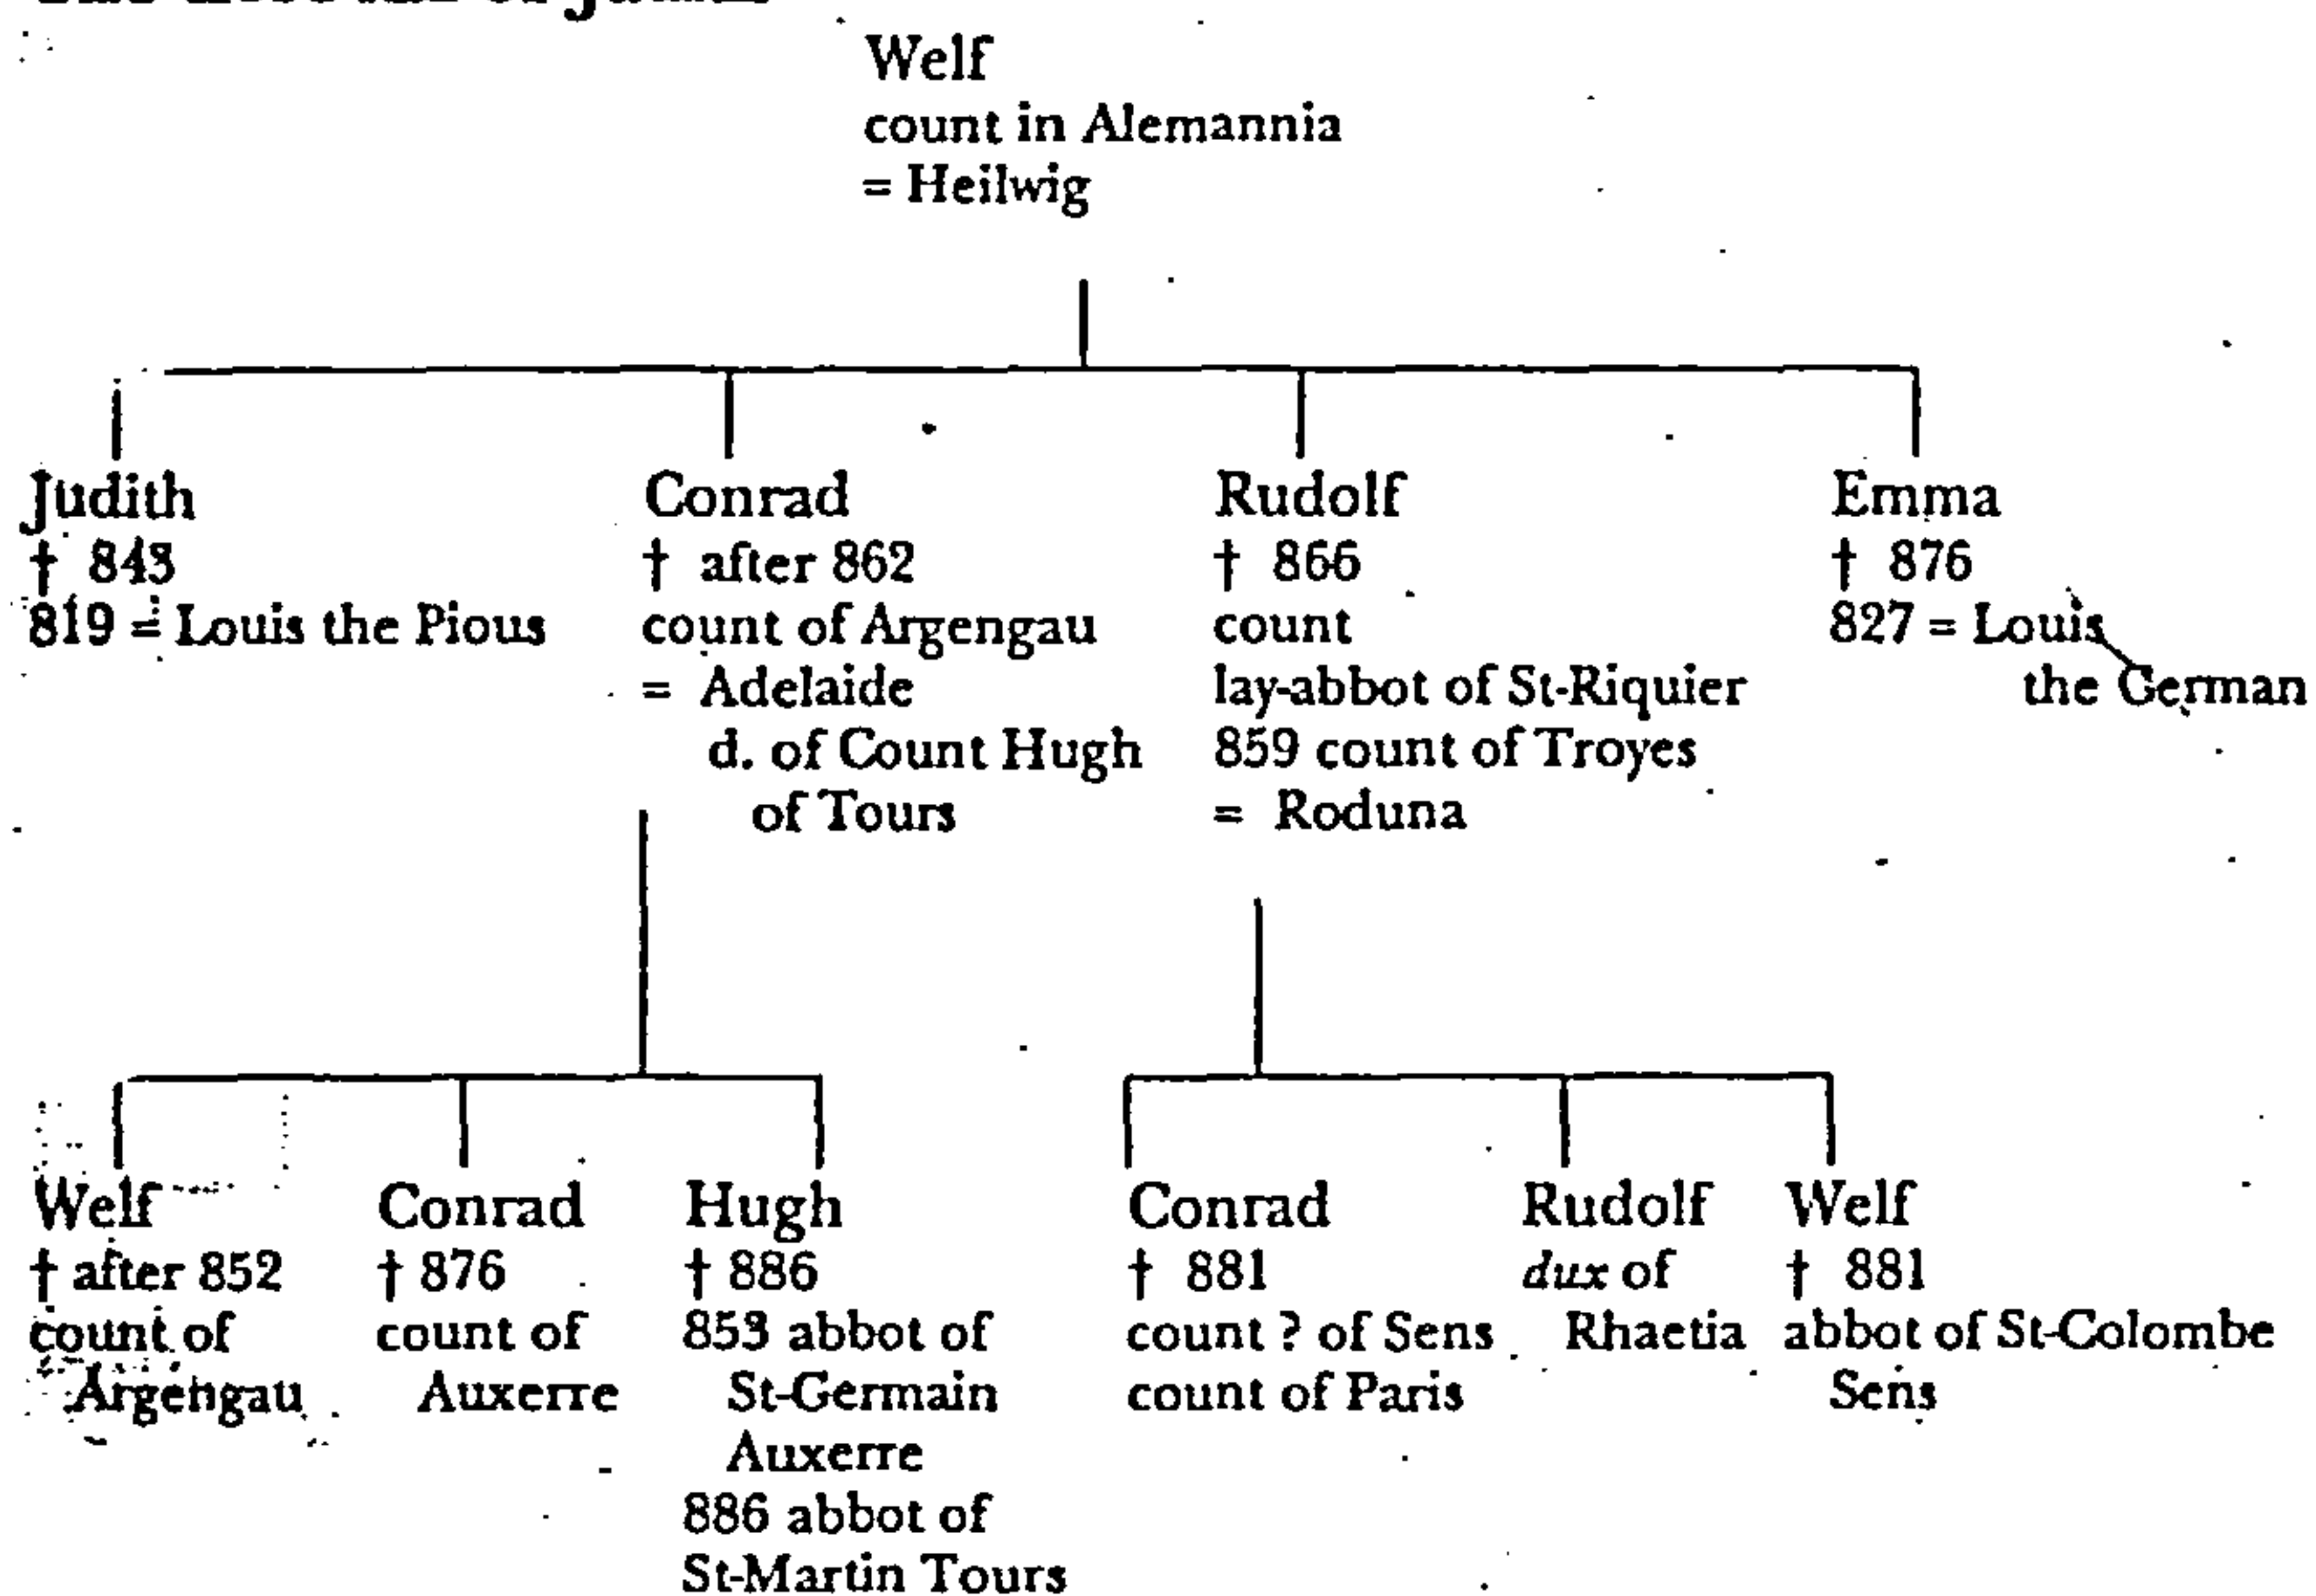 Welf
count in Alemannia
= Heilwig
Judith
† 843
819 = Louis the Pious
Conrad
† after 862
count of Argengau
= Adelaide
d. of Count Hugh
of Tours
Rudolf
† 866
count
lay-abbot of St-Riquier
859 count of Troyes
= Roduna
Emma
† 876
827 = Louis
the German
Welf
† after 852
count of
Argengau
Conrad
† 876
count of
Auxerre
Hugh
† 886
853 abbot of
St-Germain
Auxerre
886 abbot of
St-Martin Tours
Conrad
† 881
count ? of Sens
count of Paris
Rudolf
dux of
Rhaetia
Welf
† 881
abbot of St-Colombe
Sens